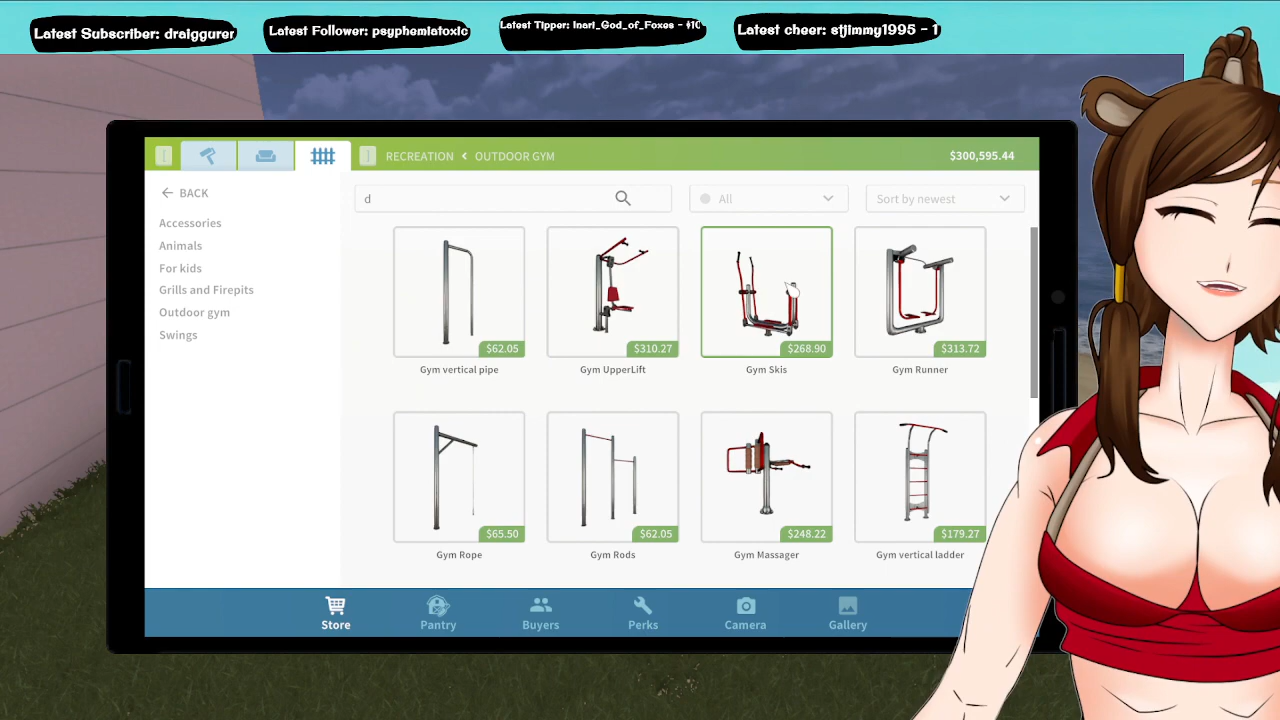 Latest Subscriber: draiggurer
Latest Follower: psyphemiatoxic
Latest Tipper: Inari_God_of_Foxes - $10
Latest cheer: stjimmy1995 - 1
RECREATION < OUTDOOR GYM
$300,595.44
BACK
Accessories
Animals
For kids
Grills and Firepits
Outdoor gym
Swings
d
All
Sort by newest
$62.05
$310.27
$268.90
$313.72
Gym vertical pipe
Gym UpperLift
Gym Skis
Gym Runner
$65.50
$62.05
$248.22
$179.27
Gym Rope
Gym Rods
Gym Massager
Gym vertical ladder
Store
Pantry
Buyers
Perks
Camera
Gallery